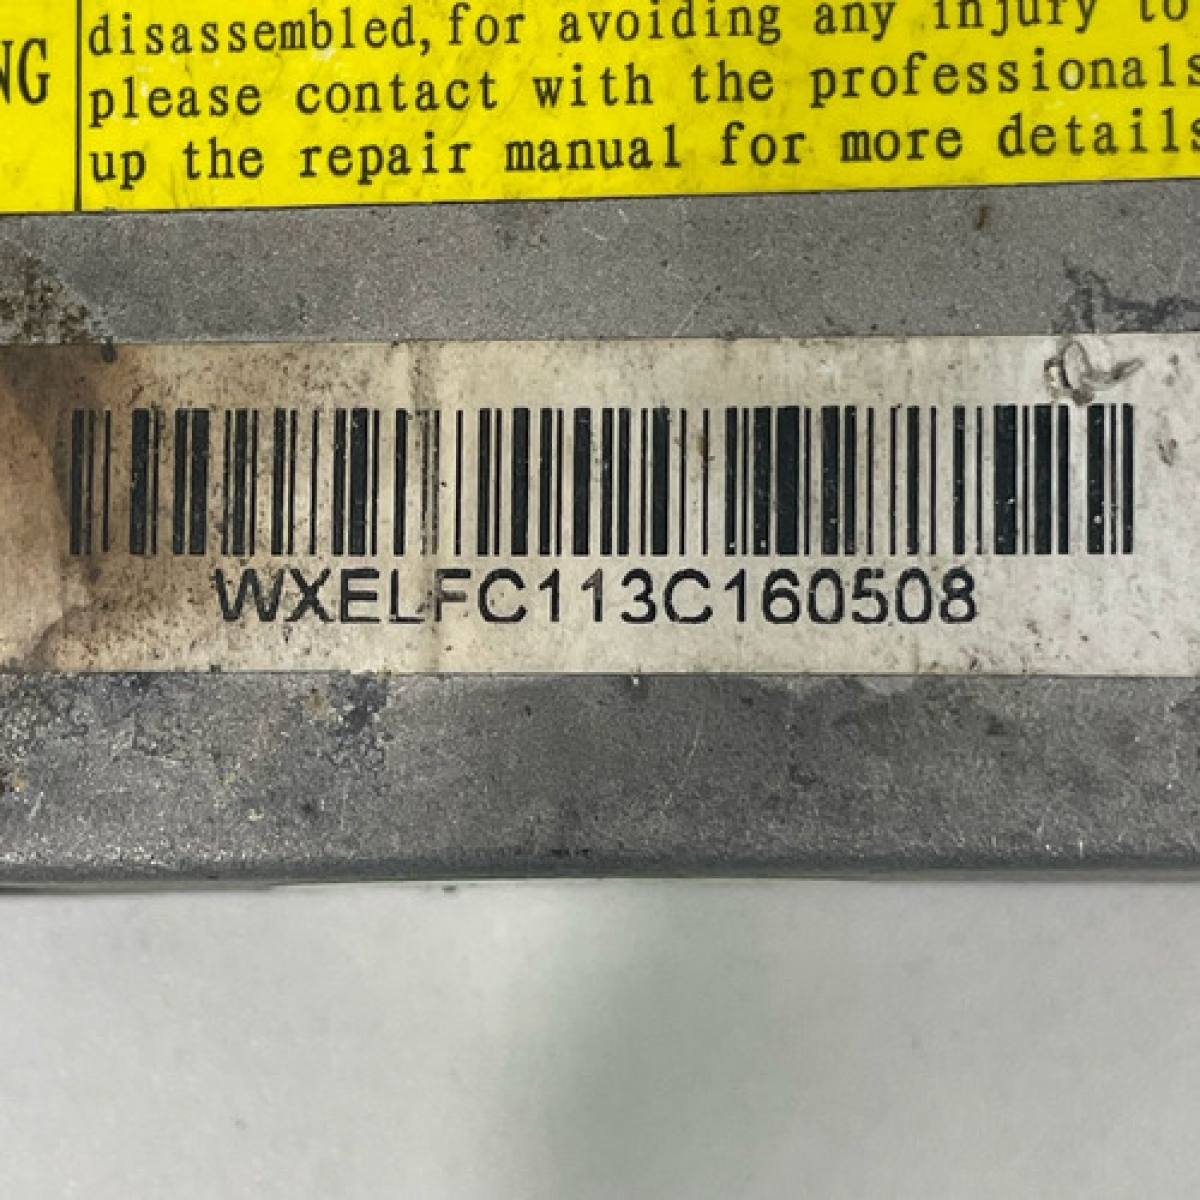 disassembled, for avoiding any injury to
NG
please contact with the professionals
up the repair manual for more details
WXELFC113C160508